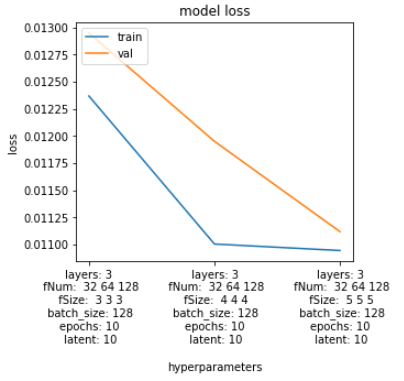 model loss
train
val
0.01300
0.01275
0.01250
0.01225
0.01200
0.01175
0.01150
0.01125
0.01100
loss
layers: 3
fNum: 32 64 128
fSize: 3 3 3
batch_size: 128
epochs: 10
latent: 10
layers: 3
fNum: 32 64 128
fSize: 4 4 4
batch_size: 128
epochs: 10
latent: 10
layers: 3
fNum: 32 64 128
fSize: 5 5 5
batch_size: 128
epochs: 10
latent: 10
hyperparameters